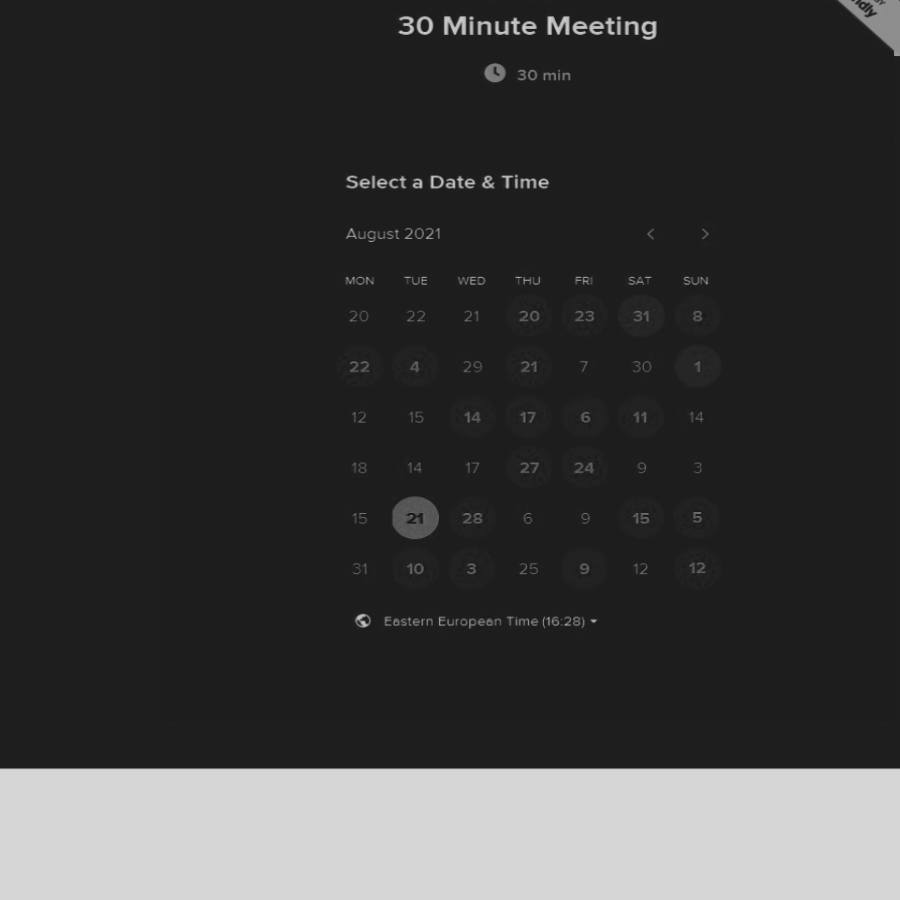 30 Minute Meeting
30 min
Select a Date & Time
August 2021
MON TUE WED THU FRI SAT SUN
20 22 21 20 23 31 8
22 4 29 21 7 30 1
12 15 14 17 6 11 14
18 14 17 27 24 9 3
15 21 28 6 9 15 5
31 10 3 25 9 12 12
Eastern European Time (16:28)